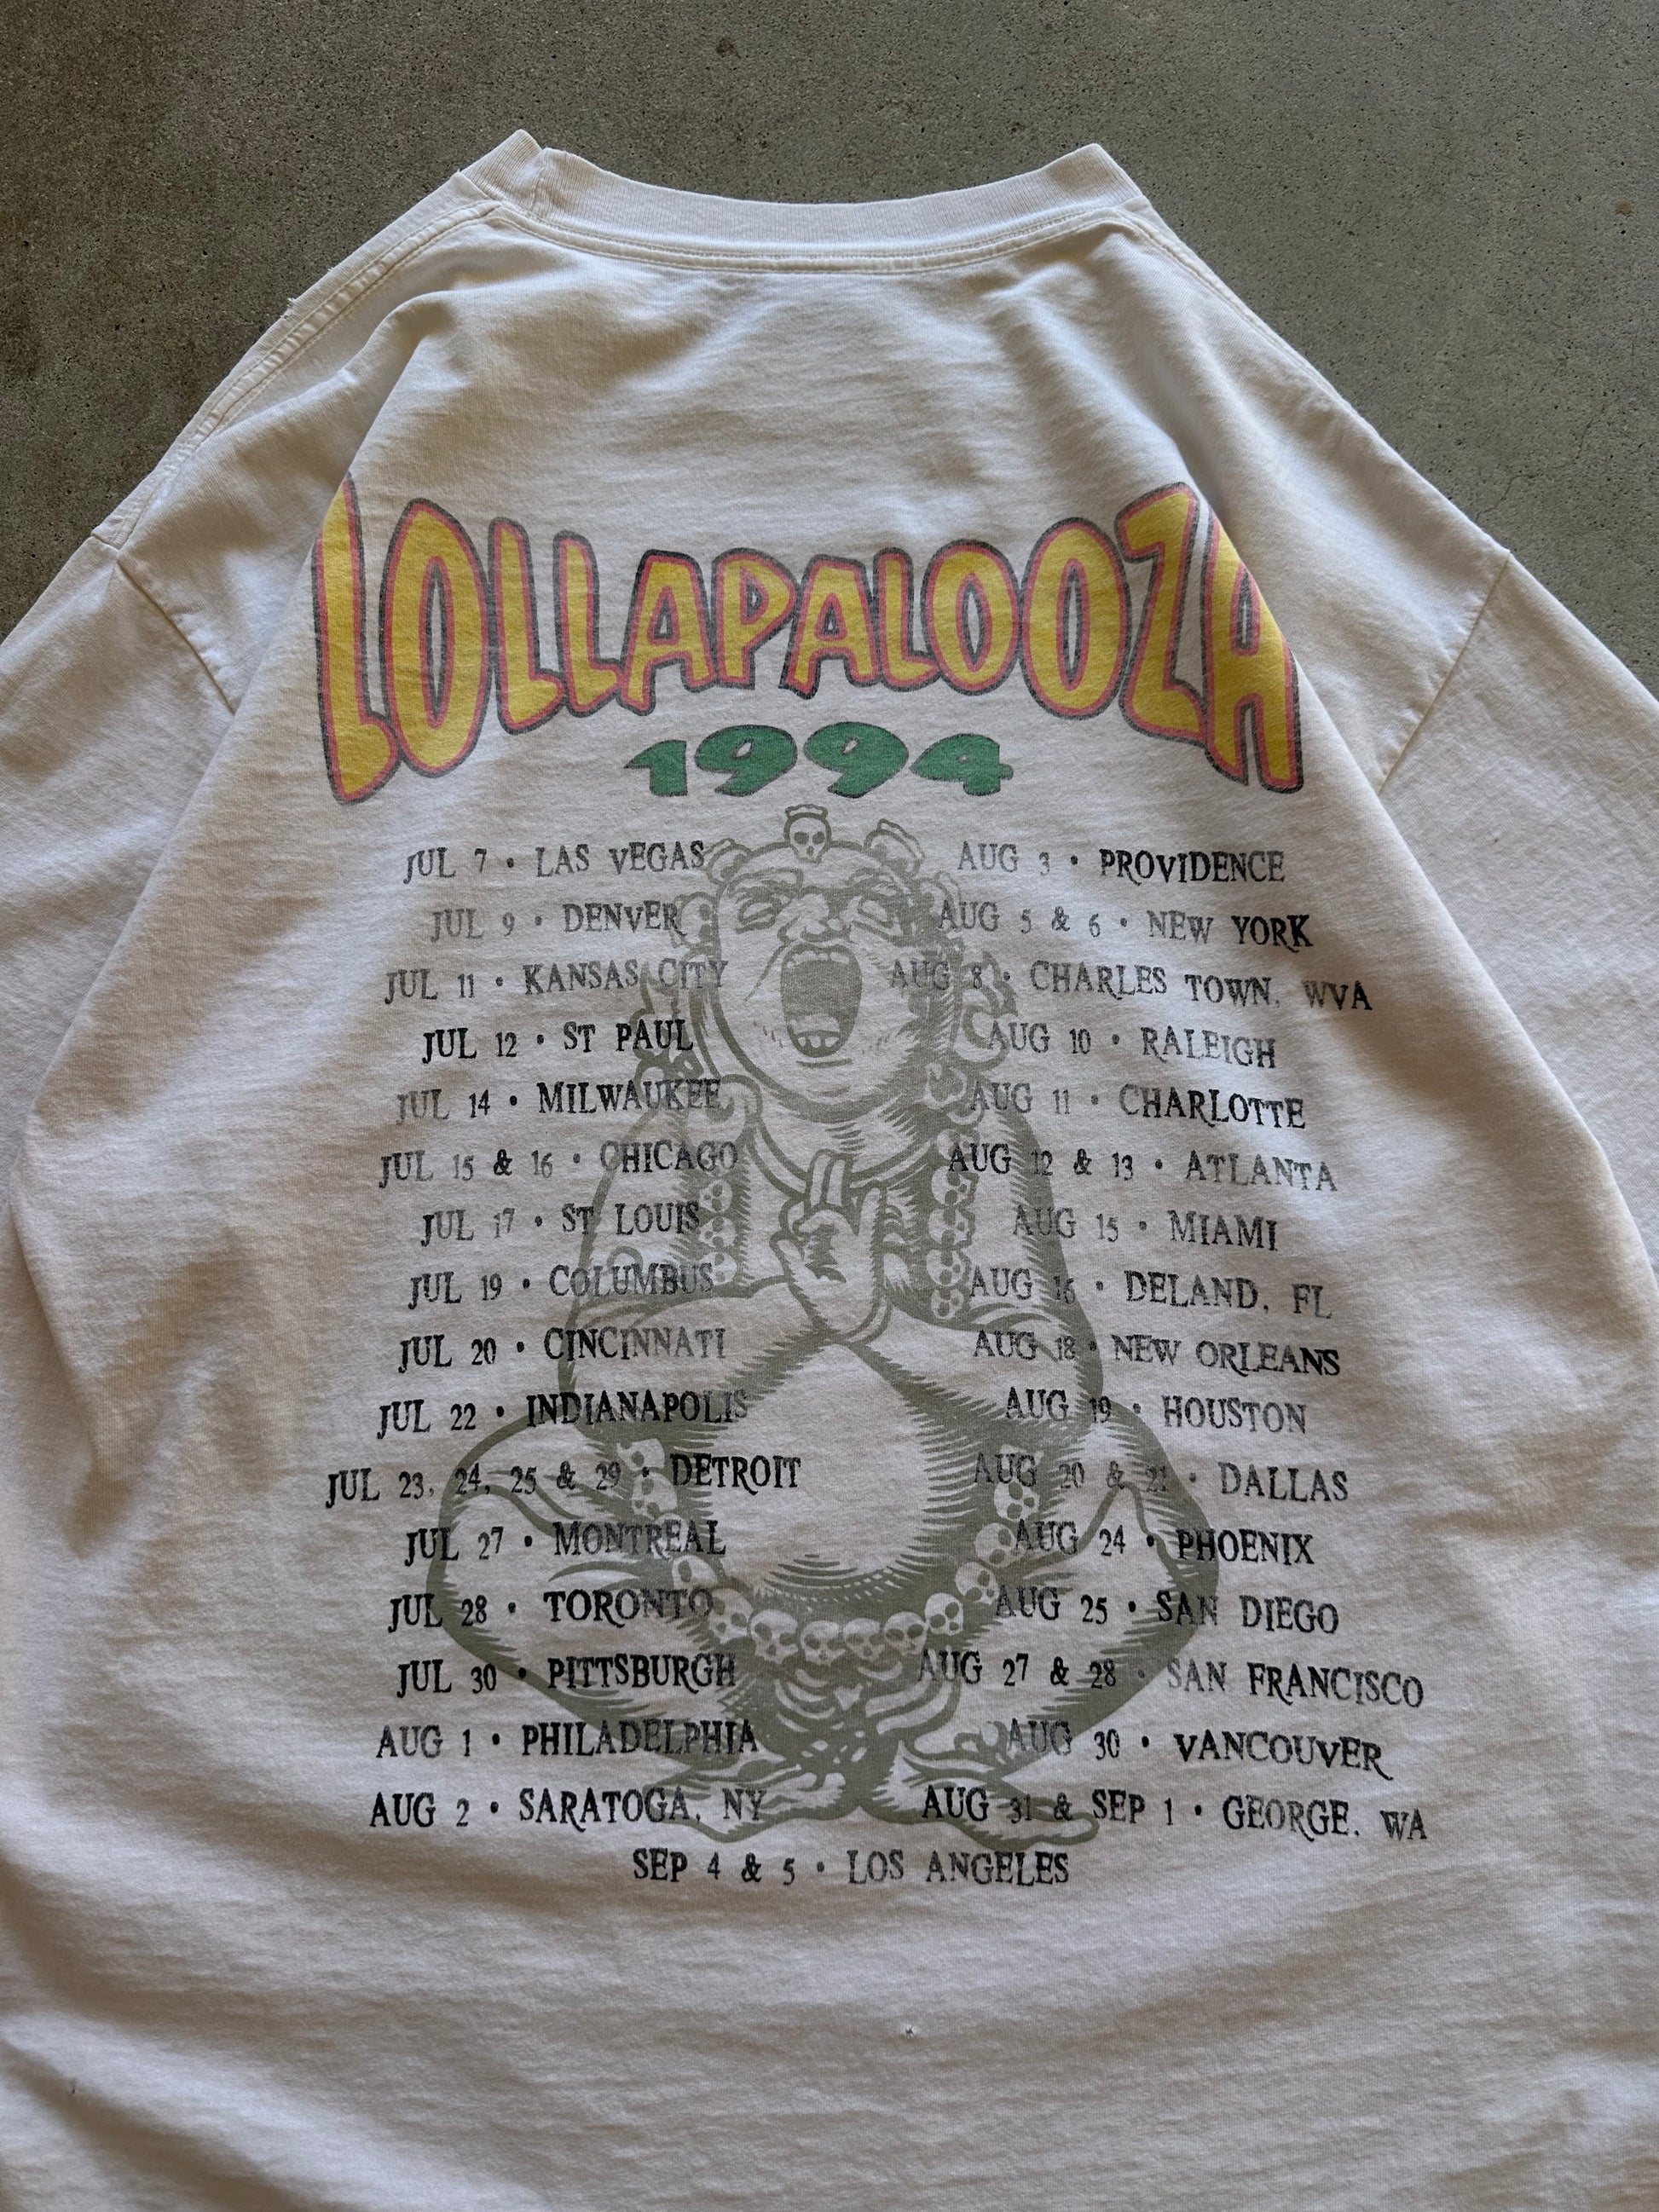 LOLLAPALOOZA
1994
JUL 7 • LAS VEGAS
JUL 9 • DENVER
JUL 11 • KANSAS CITY
JUL 12 • ST PAUL
JUL 14 • MILWAUKEE
JUL 15 & 16 • CHICAGO
JUL 17 • ST LOUIS
JUL 19 • COLUMBUS
JUL 20 • CINCINNATI
JUL 22 • INDIANAPOLIS
JUL 23, 24, 25 & 29 • DETROIT
JUL 27 • MONTREAL
JUL 28 • TORONTO
JUL 30 • PITTSBURGH
AUG 1 • PHILADELPHIA
AUG 2 • SARATOGA, NY
AUG 3 • PROVIDENCE
AUG 5 & 6 • NEW YORK
AUG 8 • CHARLES TOWN, WVA
AUG 10 • RALEIGH
AUG 11 • CHARLOTTE
AUG 12 & 13 • ATLANTA
AUG 15 • MIAMI
AUG 16 • DELAND, FL
AUG 18 • NEW ORLEANS
AUG 19 • HOUSTON
AUG 20 & 21 • DALLAS
AUG 24 • PHOENIX
AUG 25 • SAN DIEGO
AUG 27 & 28 • SAN FRANCISCO
AUG 30 • VANCOUVER
AUG 31 & SEP 1 • GEORGE, WA
SEP 4 & 5 • LOS ANGELES